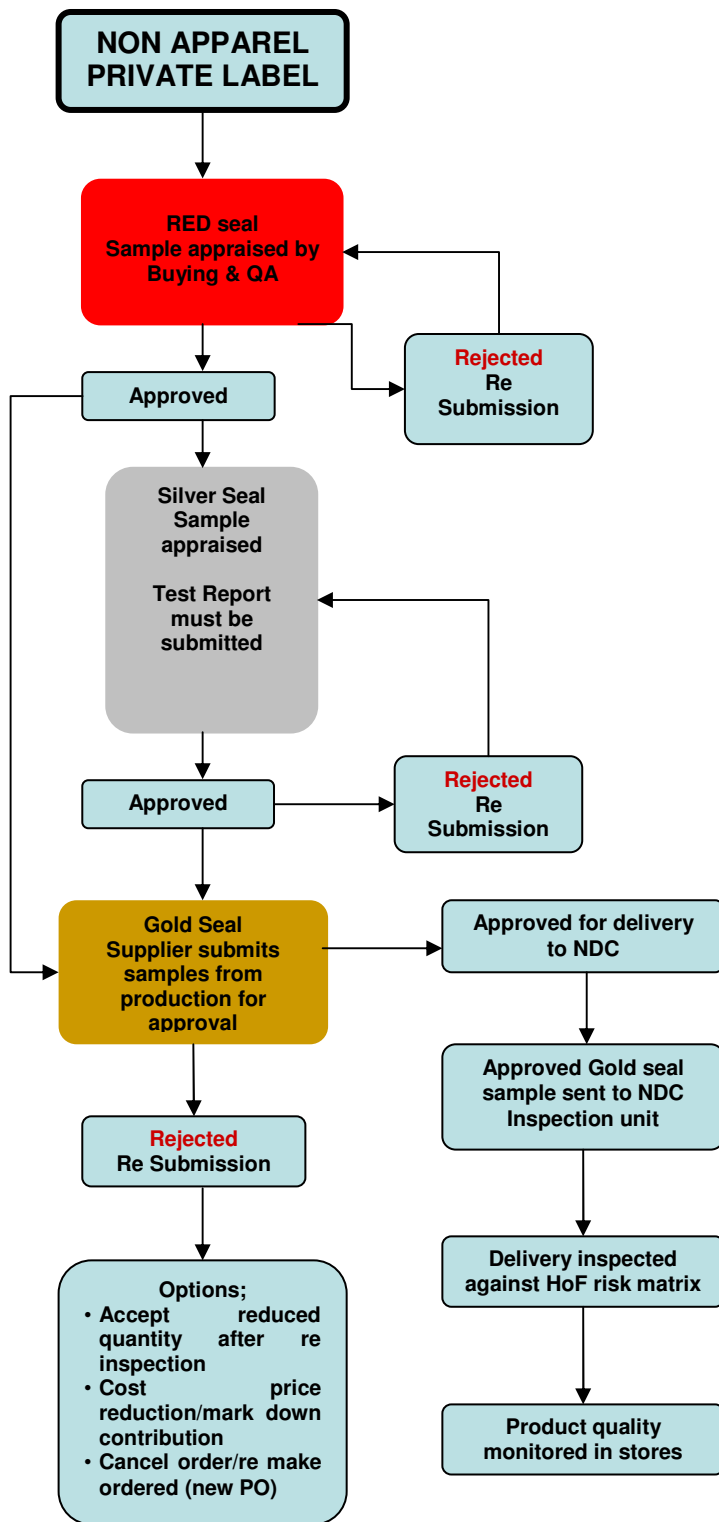 NON APPAREL
PRIVATE LABEL
RED seal
Sample appraised by
Buying & QA
Rejected
Re
Submission
Approved
Silver Seal
Sample
appraised
Test Report
must be
submitted
Rejected
Re
Submission
Approved
Gold Seal
Supplier submits
samples from
production for
approval
Approved for delivery
to NDC
Approved Gold seal
sample sent to NDC
Inspection unit
Rejected
Re Submission
Delivery inspected
against HoF risk matrix
Options;
• Accept reduced
quantity after re
inspection
• Cost price
reduction/mark down
contribution
• Cancel order/re make
ordered (new PO)
Product quality
monitored in stores